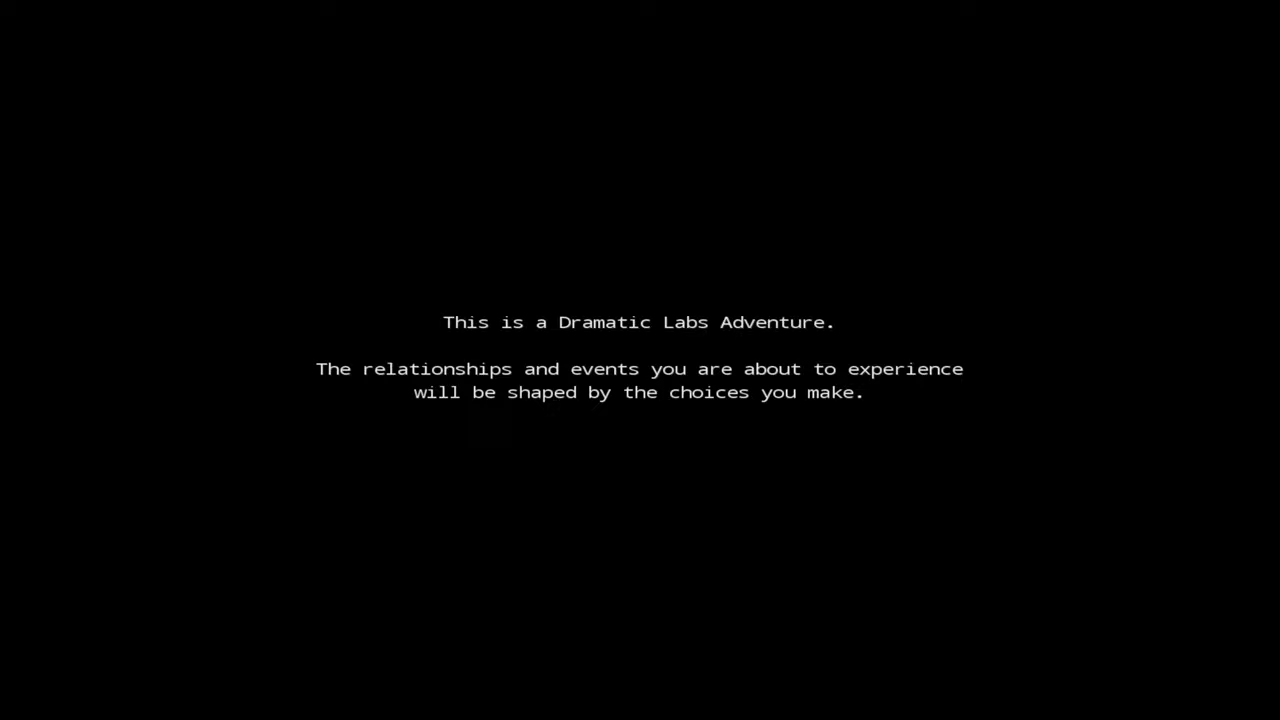 This is a Dramatic Labs Adventure.
The relationships and events you are about to experience
will be shaped by the choices you make.